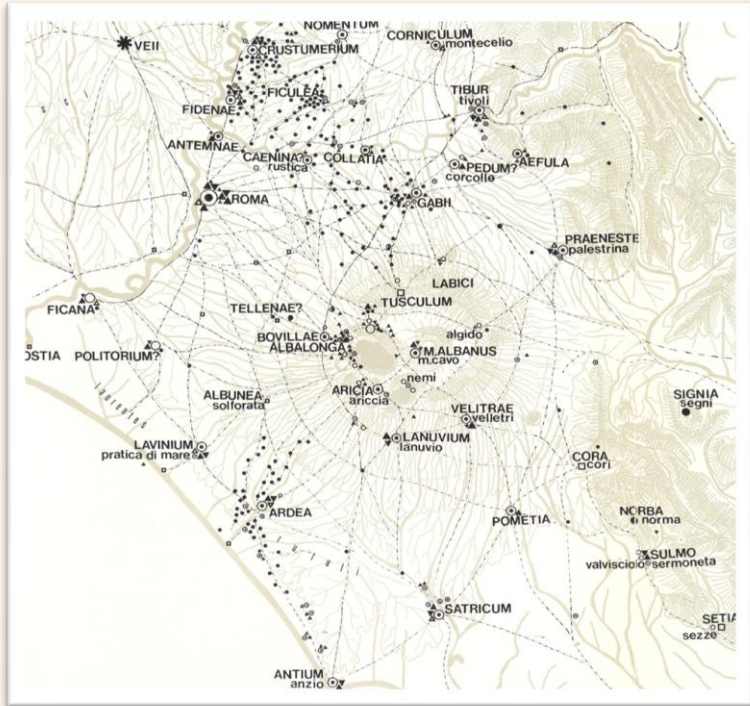 NOMENTUM
CORNICULUM
montecelio
VEII
CRUSTUMERIUM
TIBUR
tivoli
FICULEA
FIDENAE
ANTEMNAE
CAENINA?
rustica
COLLATIA
AEFULA
PEDUM?
corcolle
ROMA
GABII
PRAENESTE
palestrina
LABICI
TUSCULUM
FICANA
TELLENAE?
BOVILLAE
ALBALONGA
algido
OSTIA
POLITORIUM?
M.ALBANUS
m.cavo
nemi
ARICIA
ariccia
ALBUNEA
solforata
SIGNIA
segni
VELITRAE
velletri
LAVINIUM
pratica di mare
LANUVIUM
lanuvio
CORA
cori
ARDEA
POMETIA
NORBA
norma
SULMO
valvisciolo sermoneta
SATRICUM
SETIA
sezze
ANTIUM
anzio